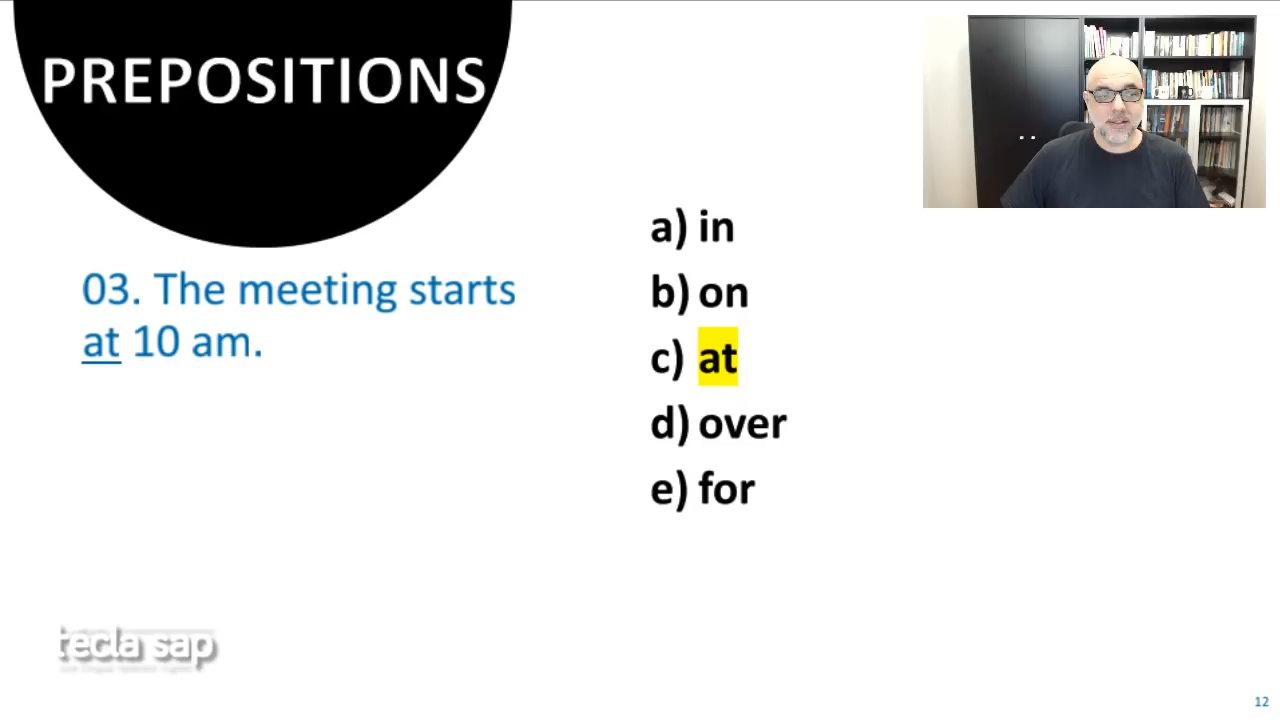 PREPOSITIONS
03. The meeting starts
at 10 am.
a) in
b) on
c) at
d) over
e) for
tecla sap
12